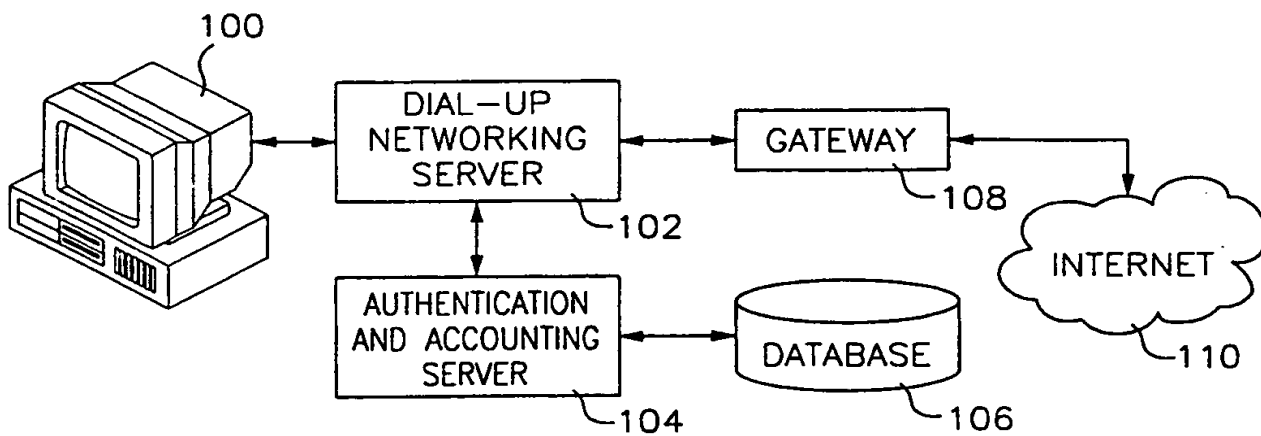 100
DIAL-UP
NETWORKING
SERVER
102
GATEWAY
108
INTERNET
110
AUTHENTICATION
AND ACCOUNTING
SERVER
104
DATABASE
106